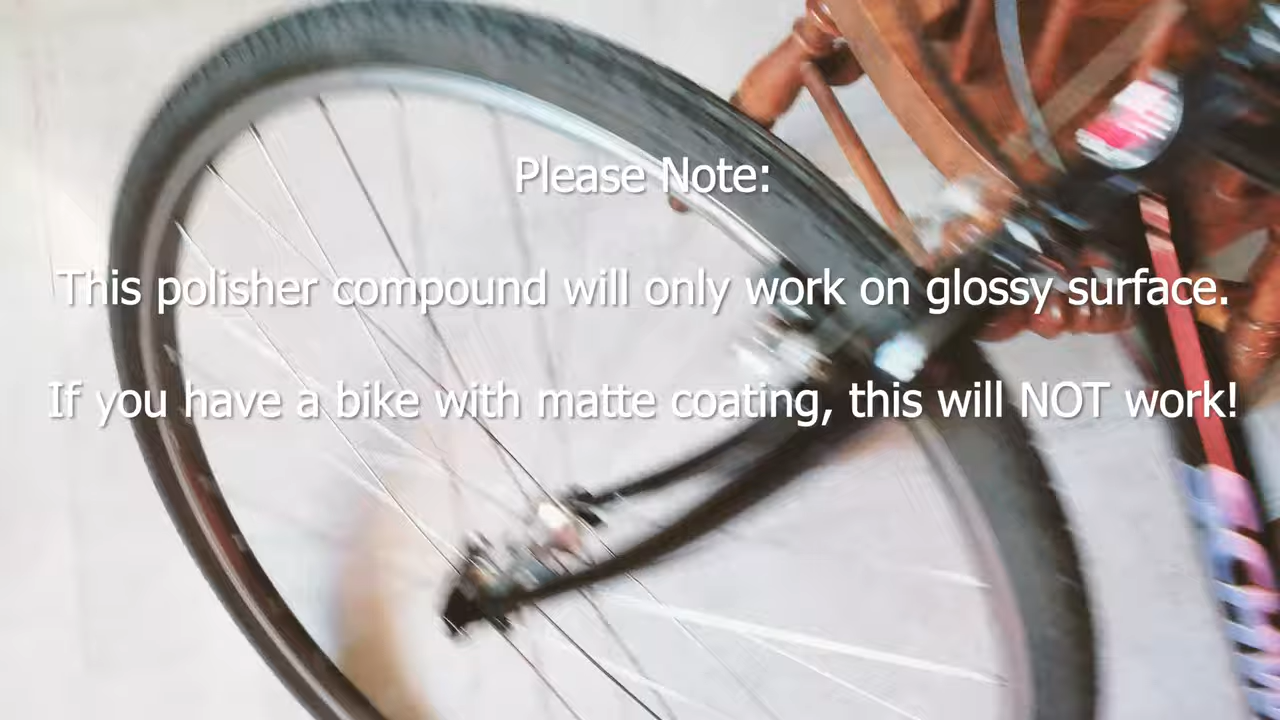 Please Note:
This polisher compound will only work on glossy surface.
If you have a bike with matte coating, this will NOT work!